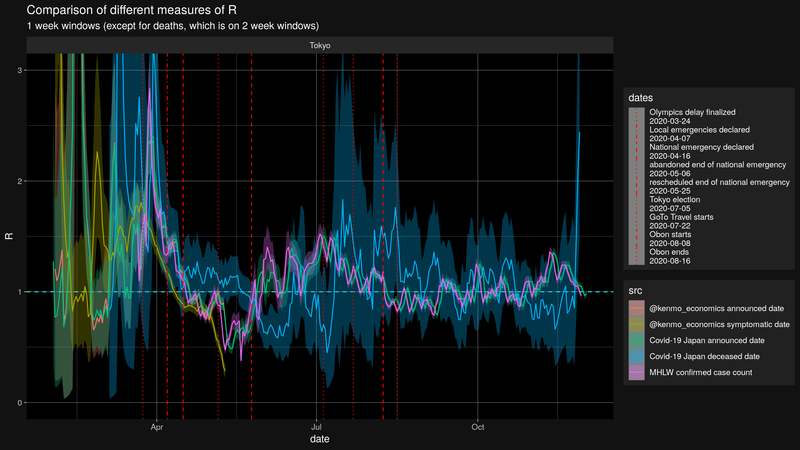 Comparison of different measures of R
1 week windows (except for deaths, which is on 2 week windows)
Tokyo
3
2
1
0
R
Apr
Jul
Oct
date
dates
Olympics delay finalized
2020-03-24
Local emergencies declared
2020-04-07
National emergency declared
2020-04-16
abandoned end of national emergency
2020-05-06
rescheduled end of national emergency
2020-05-25
Tokyo election
2020-07-05
GoTo Travel starts
2020-07-22
Obon starts
2020-08-08
Obon ends
2020-08-16
src
@kenmo_economics announced date
@kenmo_economics symptomatic date
Covid-19 Japan announced date
Covid-19 Japan deceased date
MHLW confirmed case count